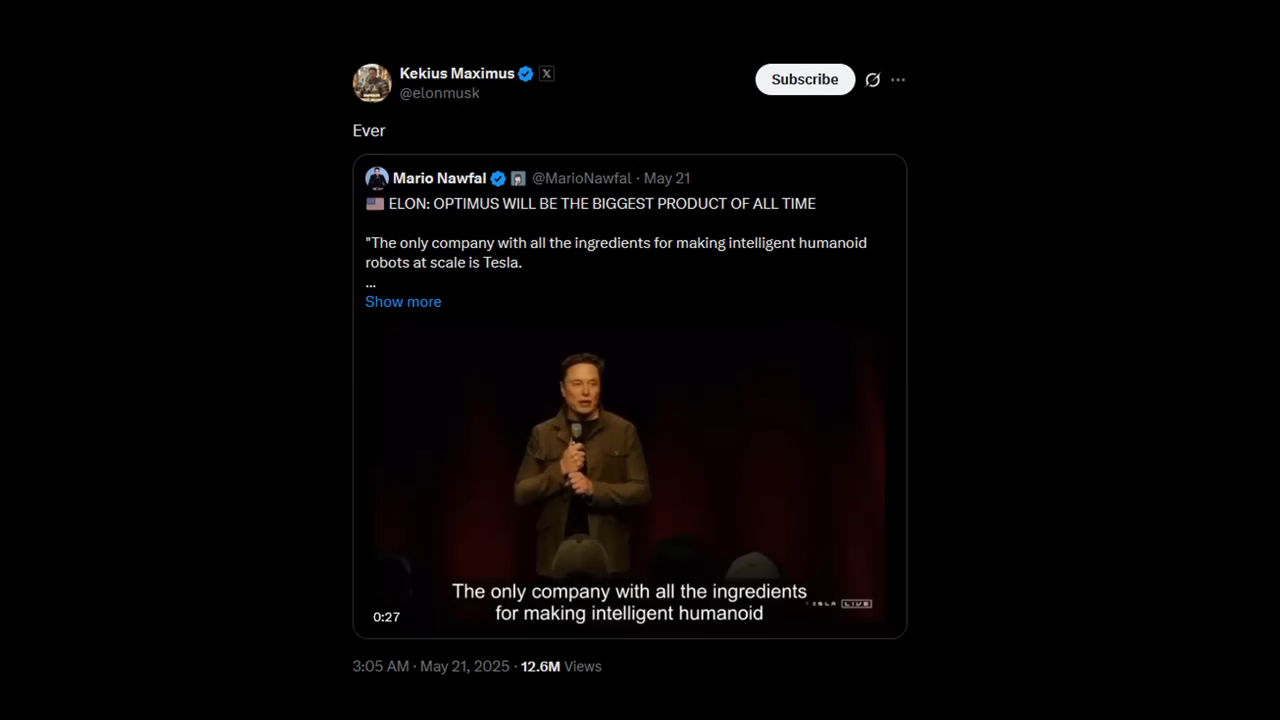 Kekius Maximus
Subscribe
@elonmusk
Ever
Mario Nawfal @MarioNawfal · May 21
🇺🇸 ELON: OPTIMUS WILL BE THE BIGGEST PRODUCT OF ALL TIME
"The only company with all the ingredients for making intelligent humanoid
robots at scale is Tesla.
...
Show more
The only company with all the ingredients
for making intelligent humanoid
LIVE
0:27
3:05 AM · May 21, 2025 · 12.6M Views